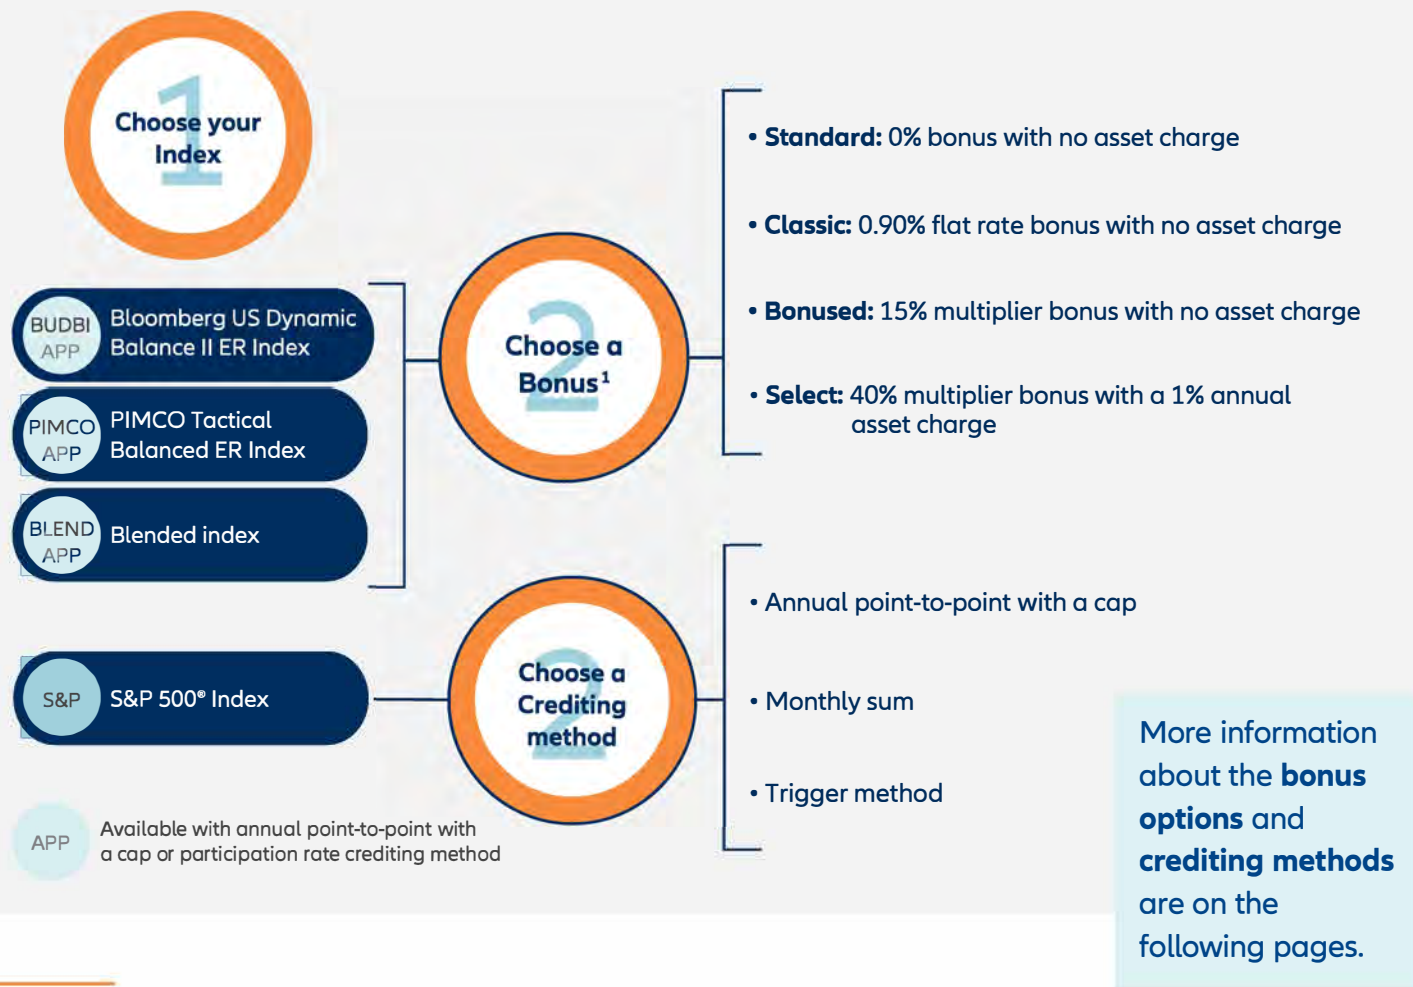 1
Choose your
Index
BUDBI
APP
Bloomberg US Dynamic
Balance II ER Index
PIMCO
APP
PIMCO Tactical
Balanced ER Index
BLEND
APP
Blended index
2
Choose a
Bonus¹
• Standard: 0% bonus with no asset charge
• Classic: 0.90% flat rate bonus with no asset charge
• Bonused: 15% multiplier bonus with no asset charge
• Select: 40% multiplier bonus with a 1% annual
asset charge
S&P
S&P 500® Index
2
Choose a
Crediting
method
• Annual point-to-point with a cap
• Monthly sum
• Trigger method
APP
Available with annual point-to-point with
a cap or participation rate crediting method
More information
about the bonus
options and
crediting methods
are on the
following pages.